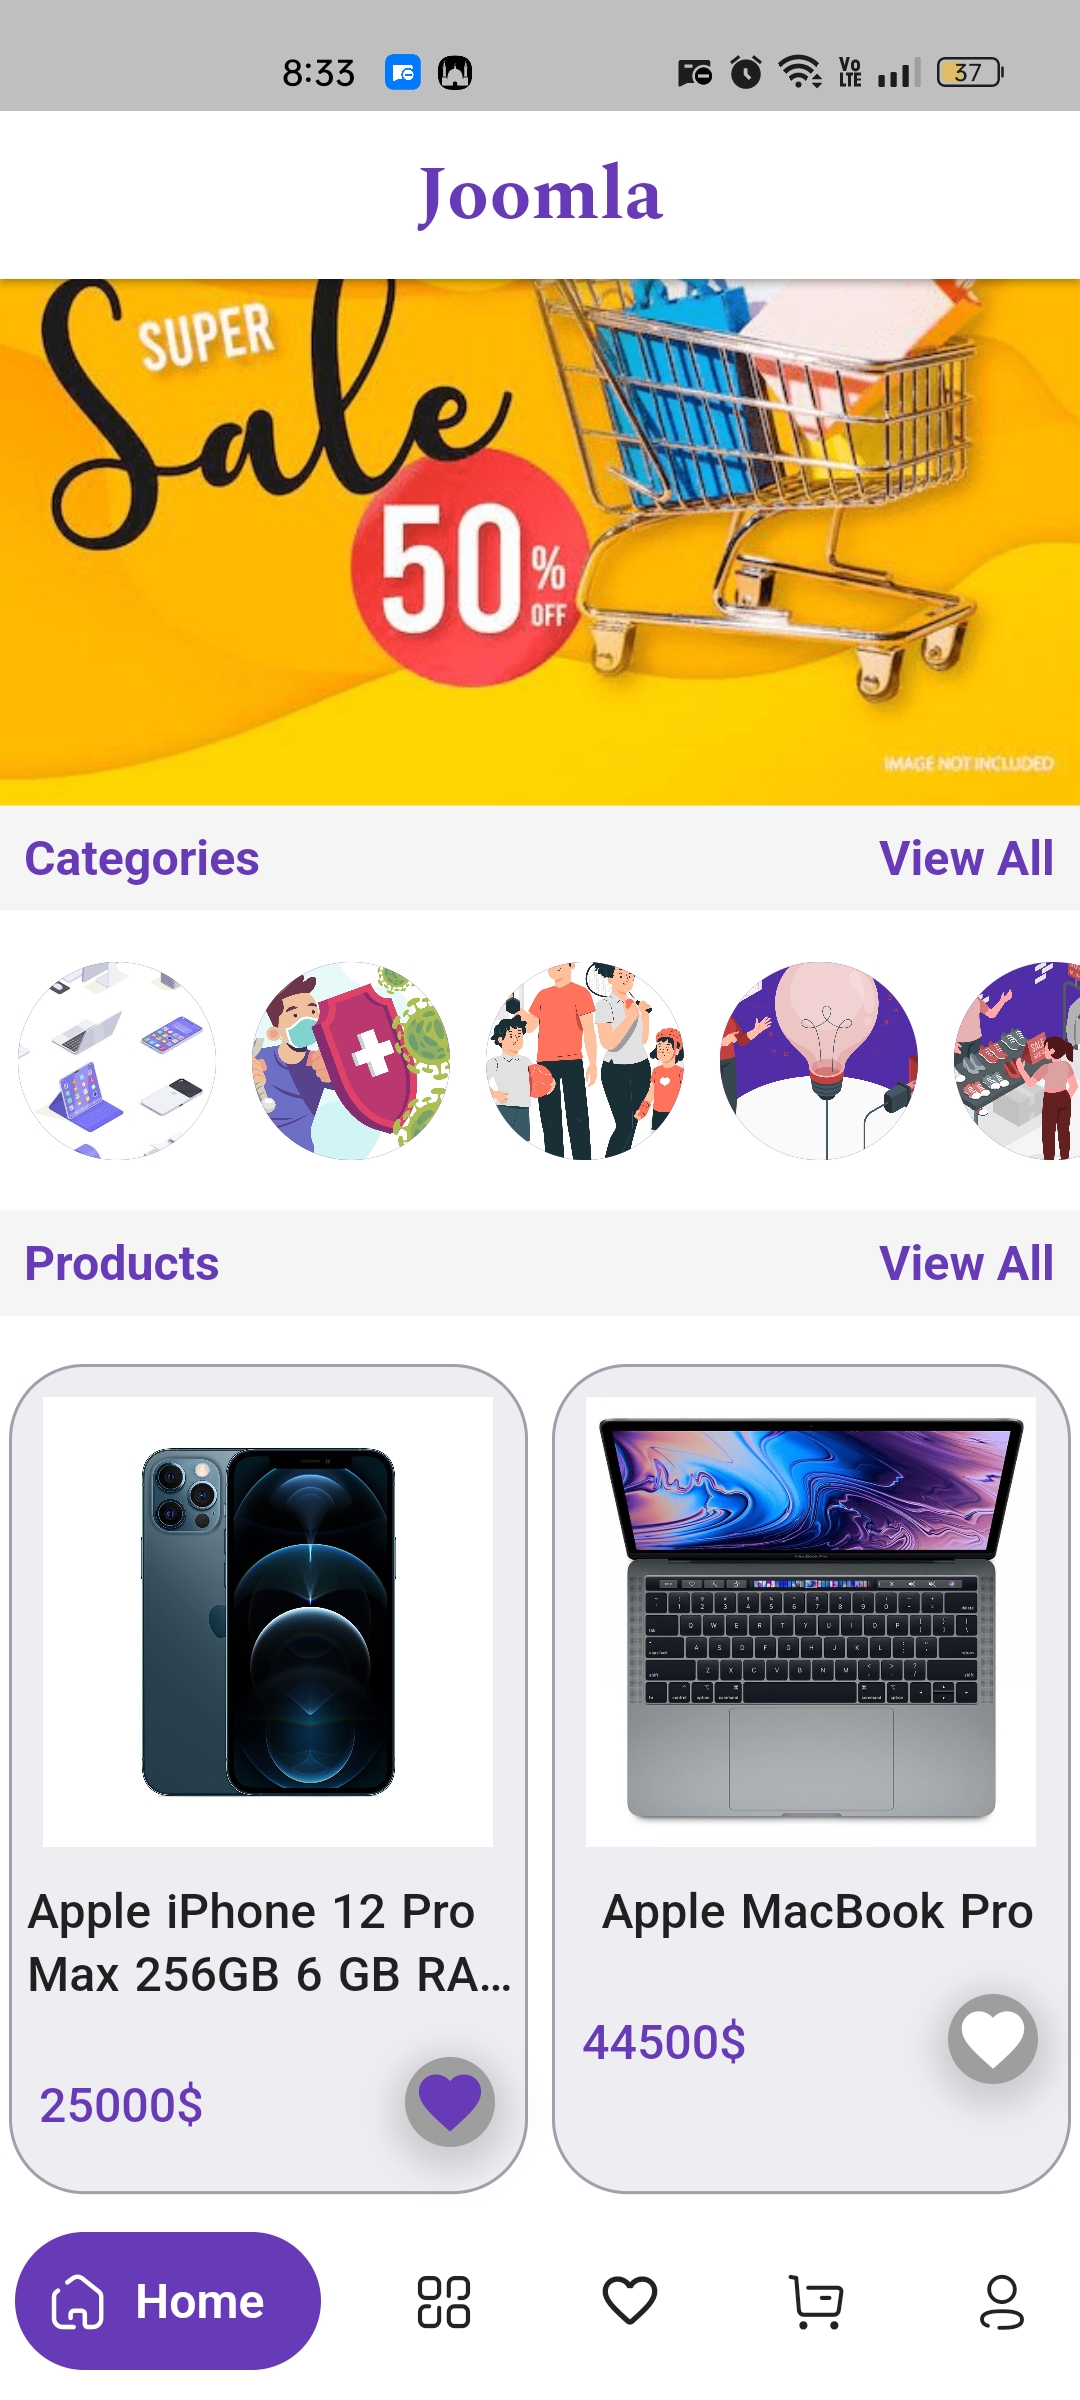 8:33
Vo
LTE
37
Joomla
SUPER
Sale
50%
OFF
IMAGE NOT INCLUDED
Categories
View All
Products
View All
Apple iPhone 12 Pro
Max 256GB 6 GB RA...
25000$
Apple MacBook Pro
44500$
Home